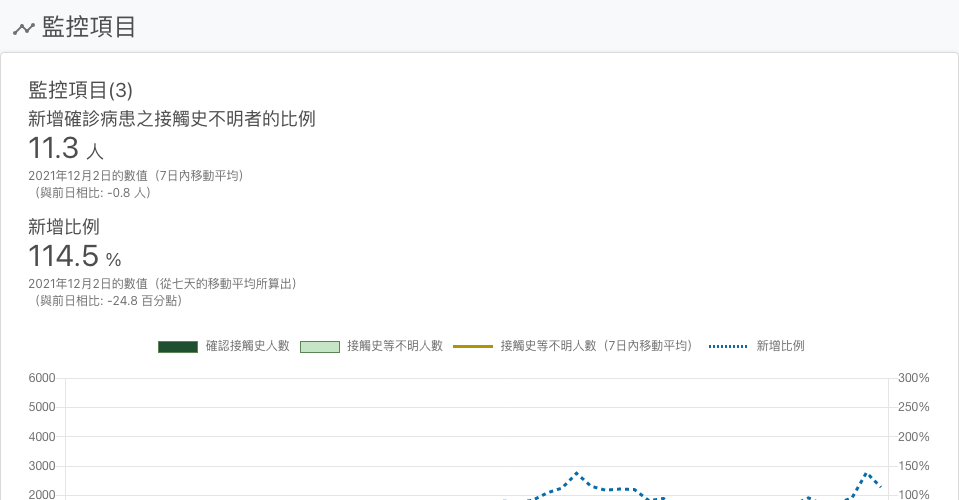 監控項目
監控項目(3)
新增確診病患之接觸史不明者的比例
11.3 人
2021年12月2日的數值（7日內移動平均）
（與前日相比: -0.8 人）
新增比例
114.5 %
2021年12月2日的數值（從七天的移動平均所算出）
（與前日相比: -24.8 百分點）
確認接觸史人數 接觸史等不明人數 接觸史等不明人數（7日內移動平均） 新增比例
6000 300%
5000 250%
4000 200%
3000 150%
2000 100%